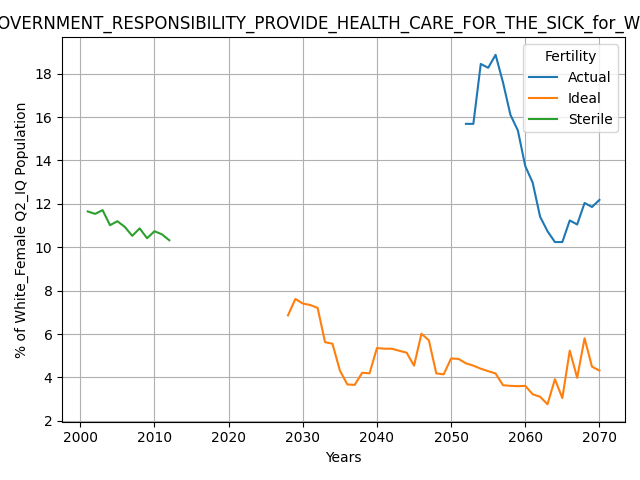 OVERNMENT_RESPONSIBILITY_PROVIDE_HEALTH_CARE_FOR_THE_SICK_for_W
Fertility
Actual
Ideal
Sterile
% of White_Female Q2_IQ Population
18
16
14
12
10
8
6
4
2
2000 2010 2020 2030 2040 2050 2060 2070
Years